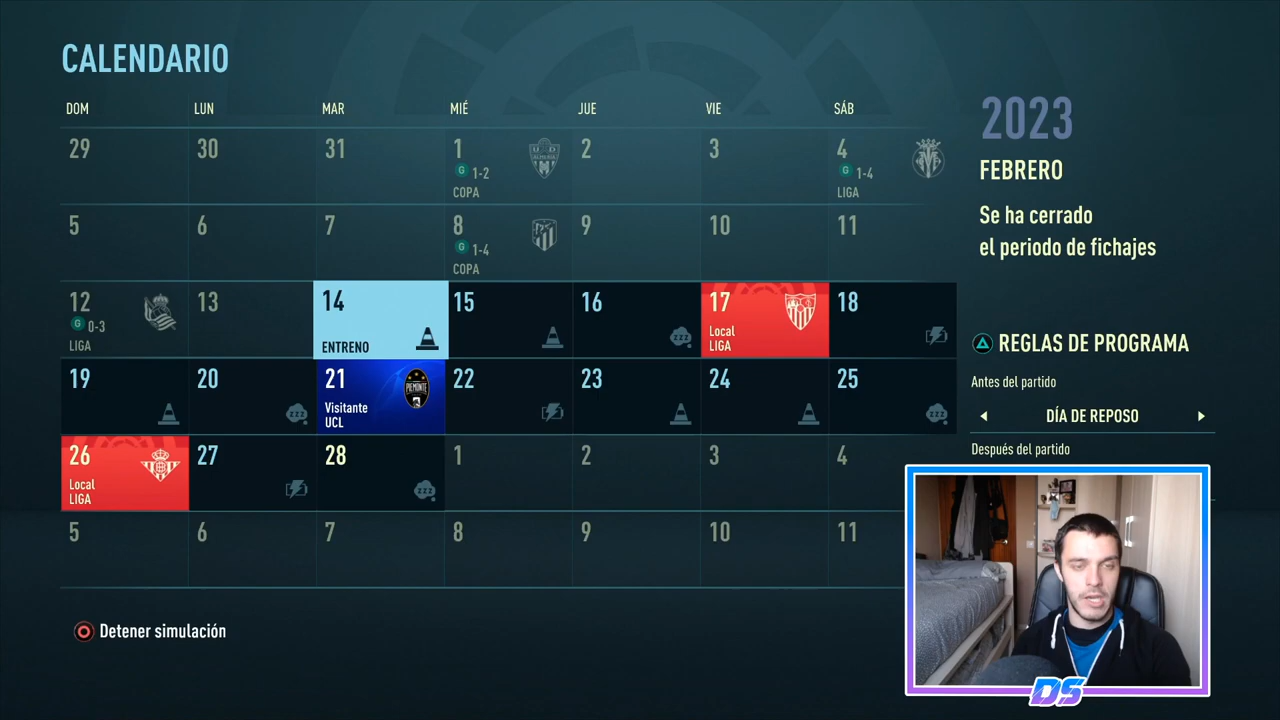 CALENDARIO
DOM LUN MAR MIÉ JUE VIE SÁB
29 30 31 1 2 3 4
G 1-2 G 1-4
COPA LIGA
5 6 7 8 9 10 11
G 1-4
COPA
12 13 14 15 16 17 18
G 0-3 Local
LIGA ENTRENO LIGA
19 20 21 22 23 24 25
Visitante
UCL
PIEMONTE
26 27 28 1 2 3 4
Local
LIGA
5 6 7 8 9 10 11
Detener simulación
2023
FEBRERO
Se ha cerrado
el periodo de fichajes
REGLAS DE PROGRAMA
Antes del partido
DÍA DE REPOSO
Después del partido
DS